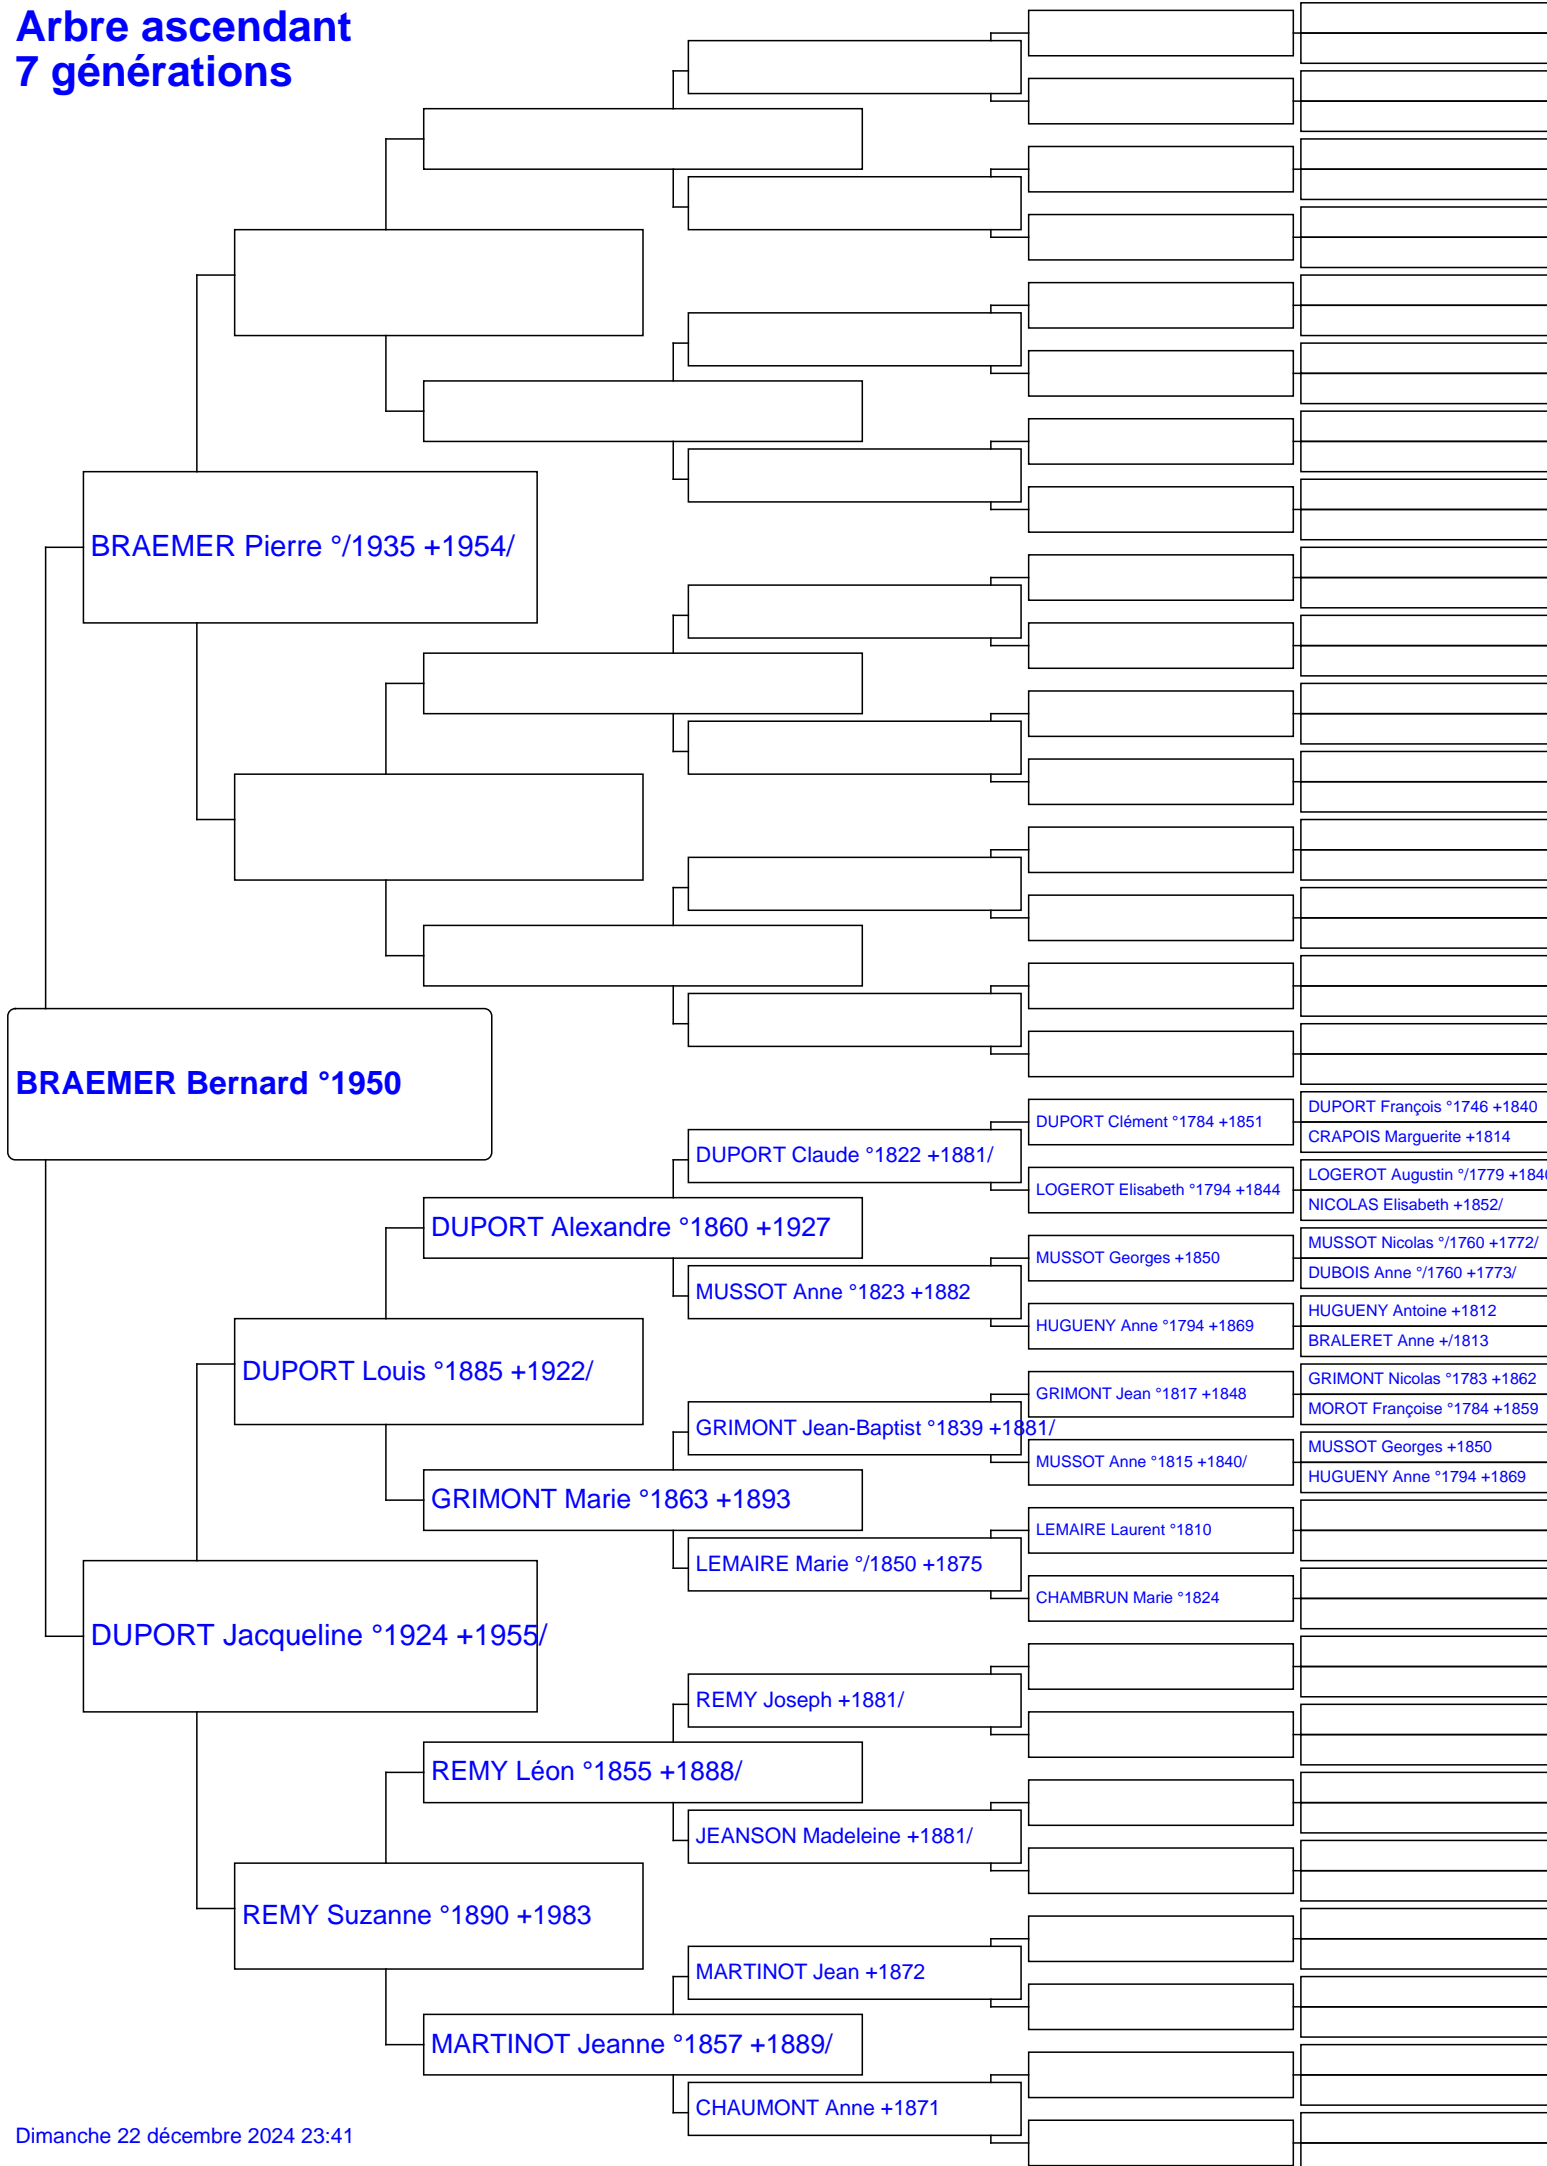 Arbre ascendant
7 générations
BRAEMER Pierre °/1935 +1954/
BRAEMER Bernard °1950
DUPORT François °1746 +1840
DUPORT Clément °1784 +1851
CRAPOIS Marguerite +1814
DUPORT Claude °1822 +1881/
LOGEROT Augustin °/1779 +1840
LOGEROT Elisabeth °1794 +1844
NICOLAS Elisabeth +1852/
DUPORT Alexandre °1860 +1927
MUSSOT Nicolas °/1760 +1772/
MUSSOT Georges +1850
DUBOIS Anne °/1760 +1773/
MUSSOT Anne °1823 +1882
HUGUENY Antoine +1812
HUGUENY Anne °1794 +1869
BRALERET Anne +/1813
DUPORT Louis °1885 +1922/
GRIMONT Nicolas °1783 +1862
GRIMONT Jean °1817 +1848
MOROT Françoise °1784 +1859
GRIMONT Jean-Baptist °1839 +1881/
MUSSOT Georges +1850
MUSSOT Anne °1815 +1840/
HUGUENY Anne °1794 +1869
GRIMONT Marie °1863 +1893
LEMAIRE Laurent °1810
LEMAIRE Marie °/1850 +1875
CHAMBRUN Marie °1824
DUPORT Jacqueline °1924 +1955/
REMY Joseph +1881/
REMY Léon °1855 +1888/
JEANSON Madeleine +1881/
REMY Suzanne °1890 +1983
MARTINOT Jean +1872
MARTINOT Jeanne °1857 +1889/
CHAUMONT Anne +1871
Dimanche 22 décembre 2024 23:41